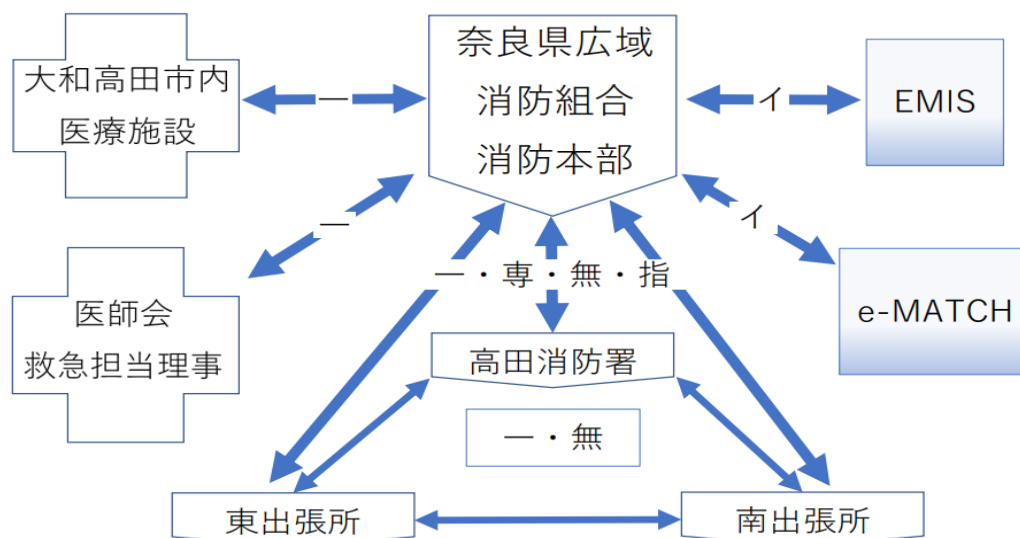 奈良県広域
消防組合
消防本部
大和高田市内
医療施設
一
イ
EMIS
一
イ
医師会
救急担当理事
一・専・無・指
e-MATCH
高田消防署
一・無
東出張所
南出張所